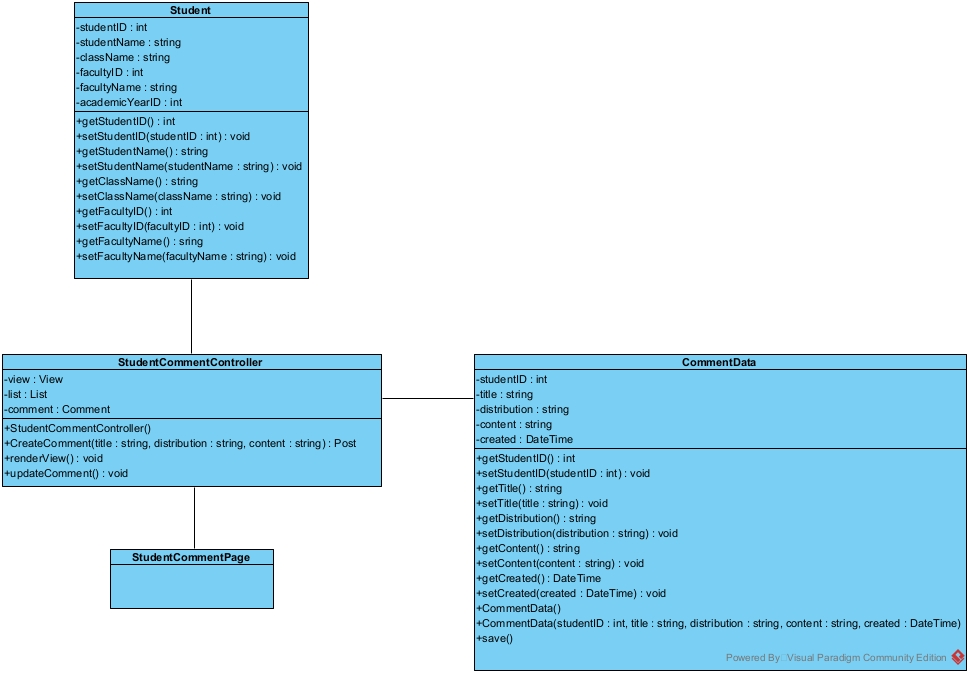 Student
-studentID : int
-studentName : string
-className : string
-facultyID : int
-facultyName : string
-academicYearID : int
+getStudentID() : int
+setStudentID(studentID : int) : void
+getStudentName() : string
+setStudentName(studentName : string) : void
+getClassName() : string
+setClassName(className : string) : void
+getFacultyID() : int
+setFacultyID(facultyID : int) : void
+getFacultyName() : sring
+setFacultyName(facultyName : string) : void
StudentCommentController
-view : View
-list : List
-comment : Comment
+StudentCommentController()
+CreateComment(title : string, distribution : string, content : string) : Post
+renderView() : void
+updateComment() : void
StudentCommentPage
CommentData
-studentID : int
-title : string
-distribution : string
-content : string
-created : DateTime
+getStudentID() : int
+setStudentID(studentID : int) : void
+getTitle() : string
+setTitle(title : string) : void
+getDistribution() : string
+setDistribution(distribution : string) : void
+getContent() : string
+setContent(content : string) : void
+getCreated() : DateTime
+setCreated(created : DateTime) : void
+CommentData()
+CommentData(studentID : int, title : string, distribution : string, content : string, created : DateTime)
+save()
Powered By Visual Paradigm Community Edition